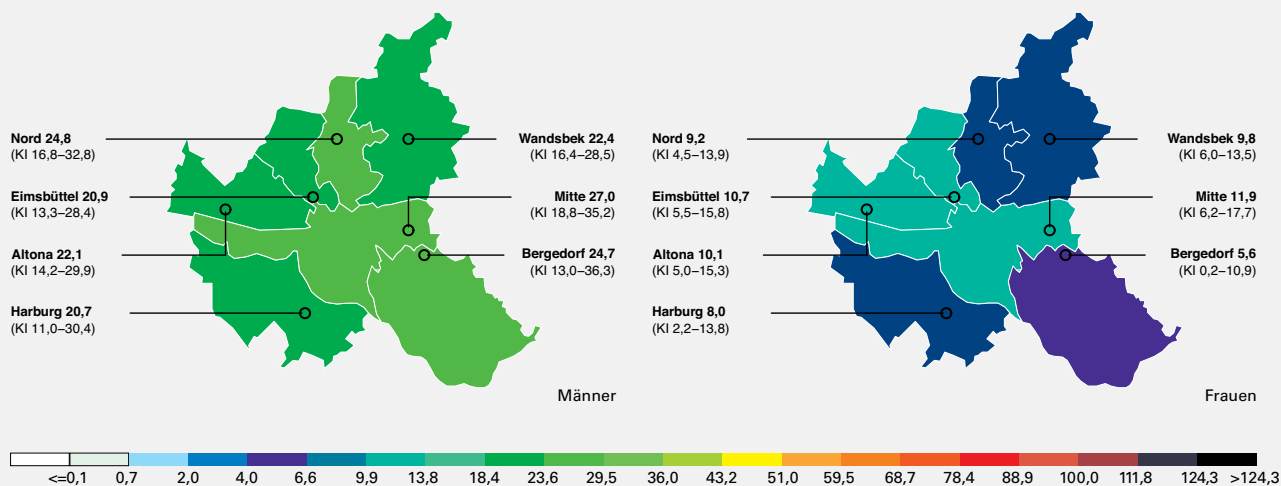 Nord 24,8
(KI 16,8–32,8)
Eimsbüttel 20,9
(KI 13,3–28,4)
Altona 22,1
(KI 14,2–29,9)
Harburg 20,7
(KI 11,0–30,4)
Wandsbek 22,4
(KI 16,4–28,5)
Mitte 27,0
(KI 18,8–35,2)
Bergedorf 24,7
(KI 13,0–36,3)
Männer
Nord 9,2
(KI 4,5–13,9)
Eimsbüttel 10,7
(KI 5,5–15,8)
Altona 10,1
(KI 5,0–15,3)
Harburg 8,0
(KI 2,2–13,8)
Wandsbek 9,8
(KI 6,0–13,5)
Mitte 11,9
(KI 6,2–17,7)
Bergedorf 5,6
(KI 0,2–10,9)
Frauen
<=0,1 0,7 2,0 4,0 6,6 9,9 13,8 18,4 23,6 29,5 36,0 43,2 51,0 59,5 68,7 78,4 88,9 100,0 111,8 124,3 >124,3